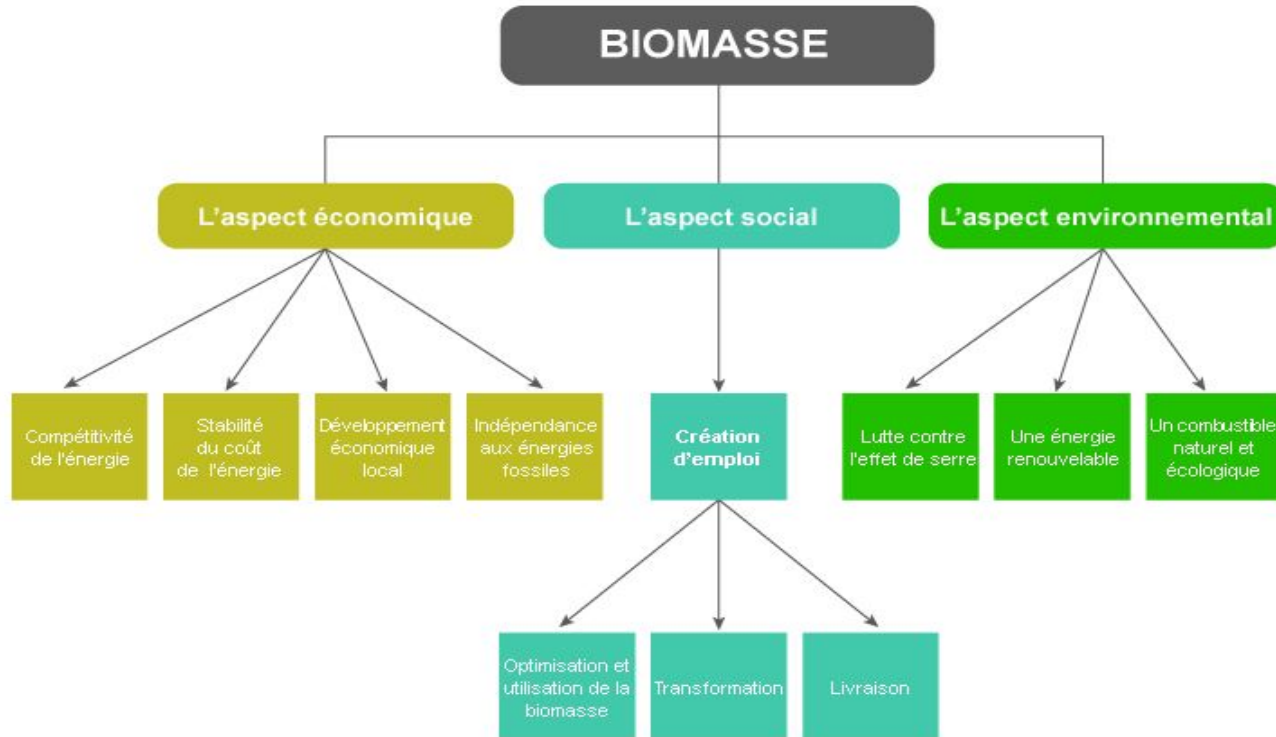 BIOMASSE
L'aspect économique
L'aspect social
L'aspect environnemental
Compétitivité
de l'énergie
Stabilité
du coût
de l'énergie
Développement
économique
local
Indépendance
aux énergies
fossiles
Création
d'emploi
Lutte contre
l'effet de serre
Une énergie
renouvelable
Un combustible
naturel et
écologique
Optimisation et
utilisation de la
biomasse
Transformation
Livraison